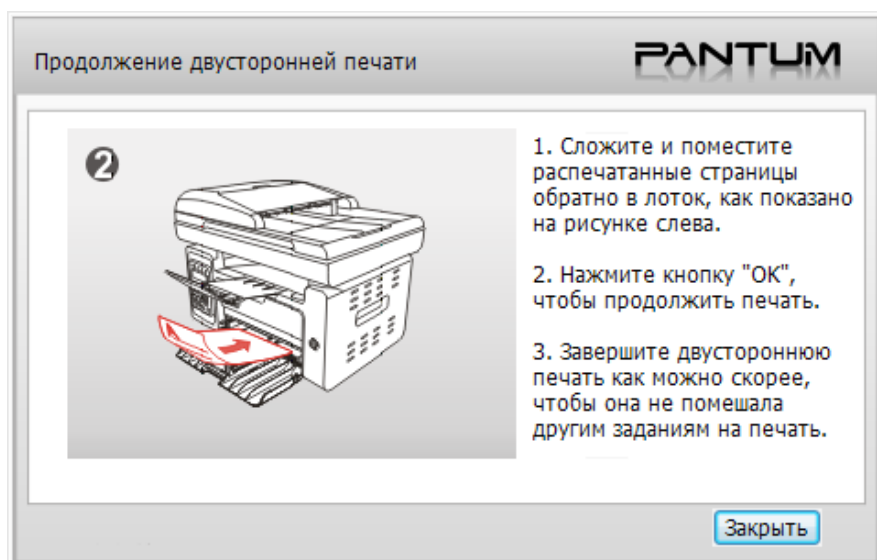 Продолжение двусторонней печати
PANTUM
2
1. Сложите и поместите
распечатанные страницы
обратно в лоток, как показано
на рисунке слева.
2. Нажмите кнопку "OK",
чтобы продолжить печать.
3. Завершите двустороннюю
печать как можно скорее,
чтобы она не помешала
другим заданиям на печать.
Закрыть